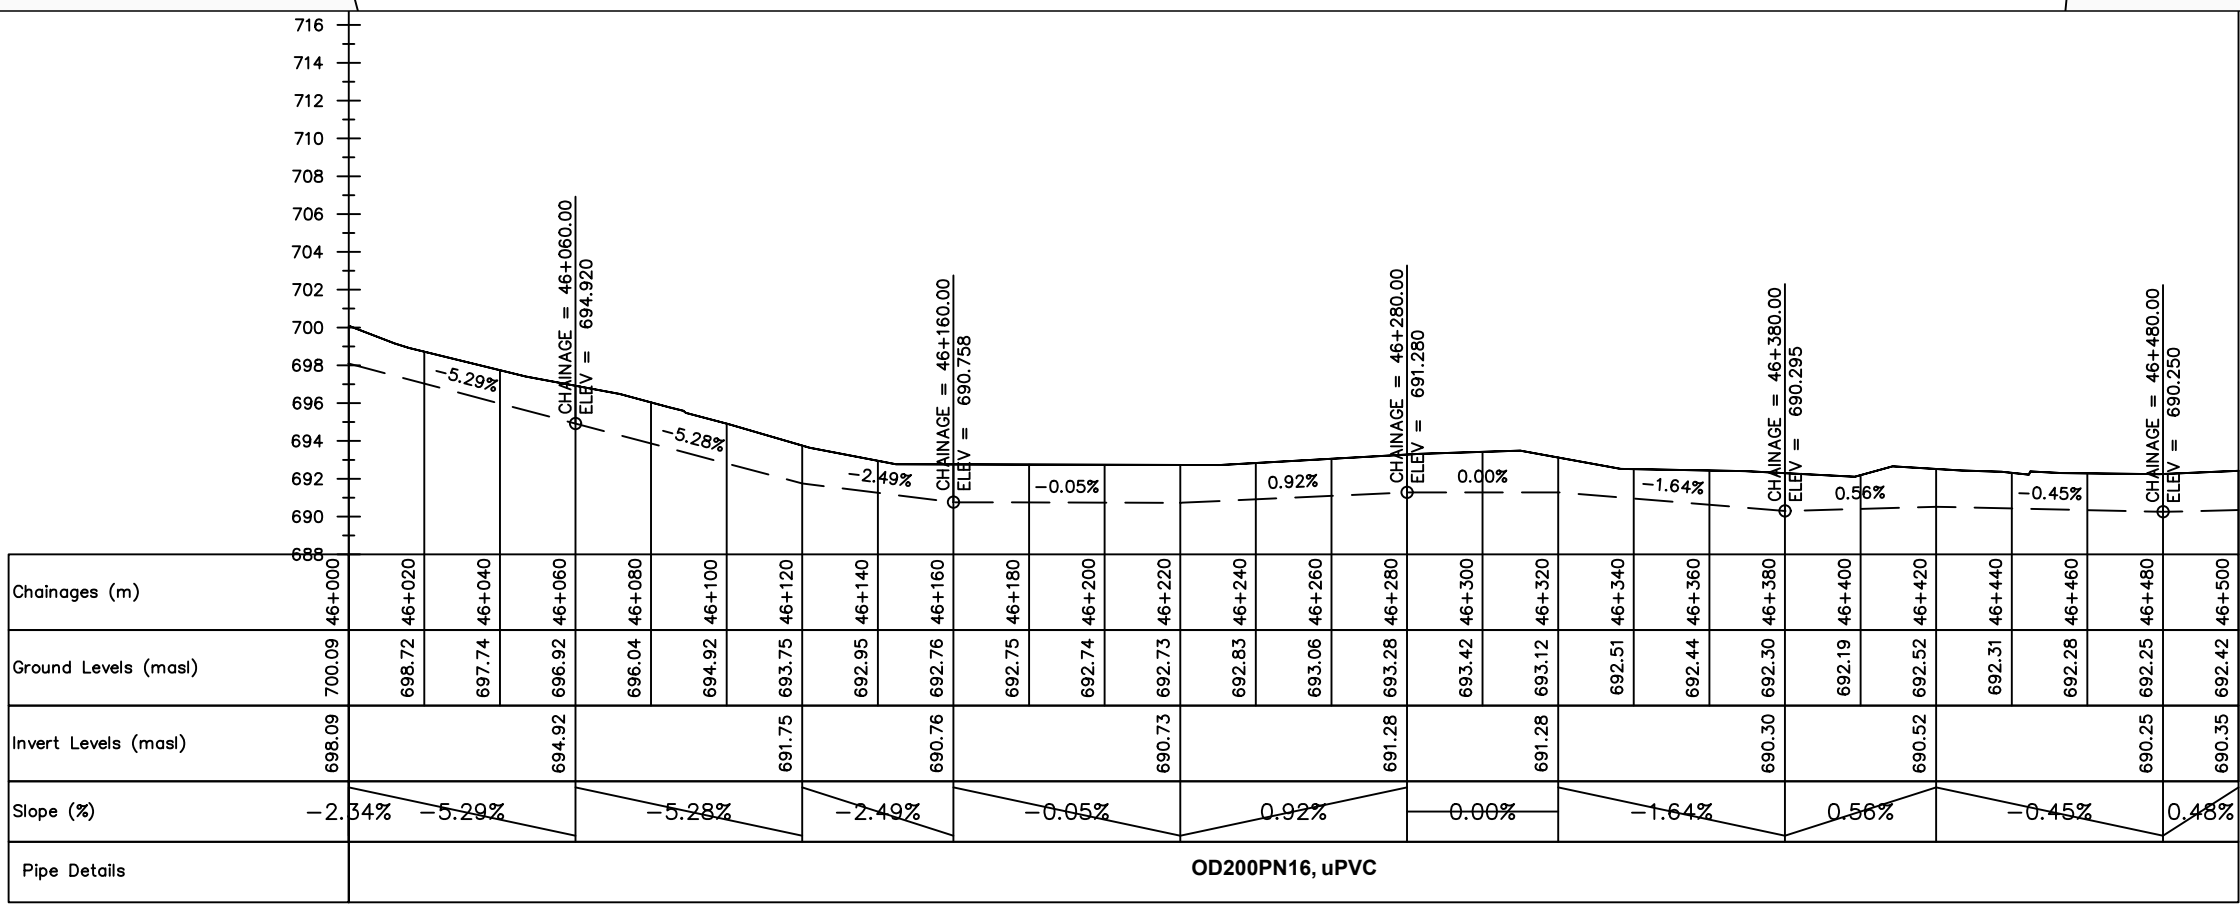 716
714
712
710
708
706
704
702
700
698
696
694
692
690
688
CHAINAGE = 46+060.00
ELEV = 694.920
CHAINAGE = 46+160.00
ELEV = 690.758
CHAINAGE = 46+280.00
ELEV = 691.280
CHAINAGE = 46+380.00
ELEV = 690.295
CHAINAGE = 46+480.00
ELEV = 690.250
-5.29%
-5.28%
-2.49%
-0.05%
0.92%
0.00%
-1.64%
0.56%
-0.45%
Chainages (m) 46+000 46+020 46+040 46+060 46+080 46+100 46+120 46+140 46+160 46+180 46+200 46+220 46+240 46+260 46+280 46+300 46+320 46+340 46+360 46+380 46+400 46+420 46+440 46+460 46+480 46+500
Ground Levels (masl) 700.09 698.72 697.74 696.92 696.04 694.92 693.75 692.95 692.76 692.75 692.74 692.73 692.83 693.06 693.28 693.42 693.12 692.51 692.44 692.30 692.19 692.52 692.31 692.28 692.25 692.42
Invert Levels (masl) 698.09 694.92 691.75 690.76 690.73 691.28 691.28 690.30 690.52 690.25 690.35
Slope (%) -2.34% -5.29% -5.28% -2.49% -0.05% 0.92% 0.00% -1.64% 0.56% -0.45% 0.48%
Pipe Details OD200PN16, uPVC